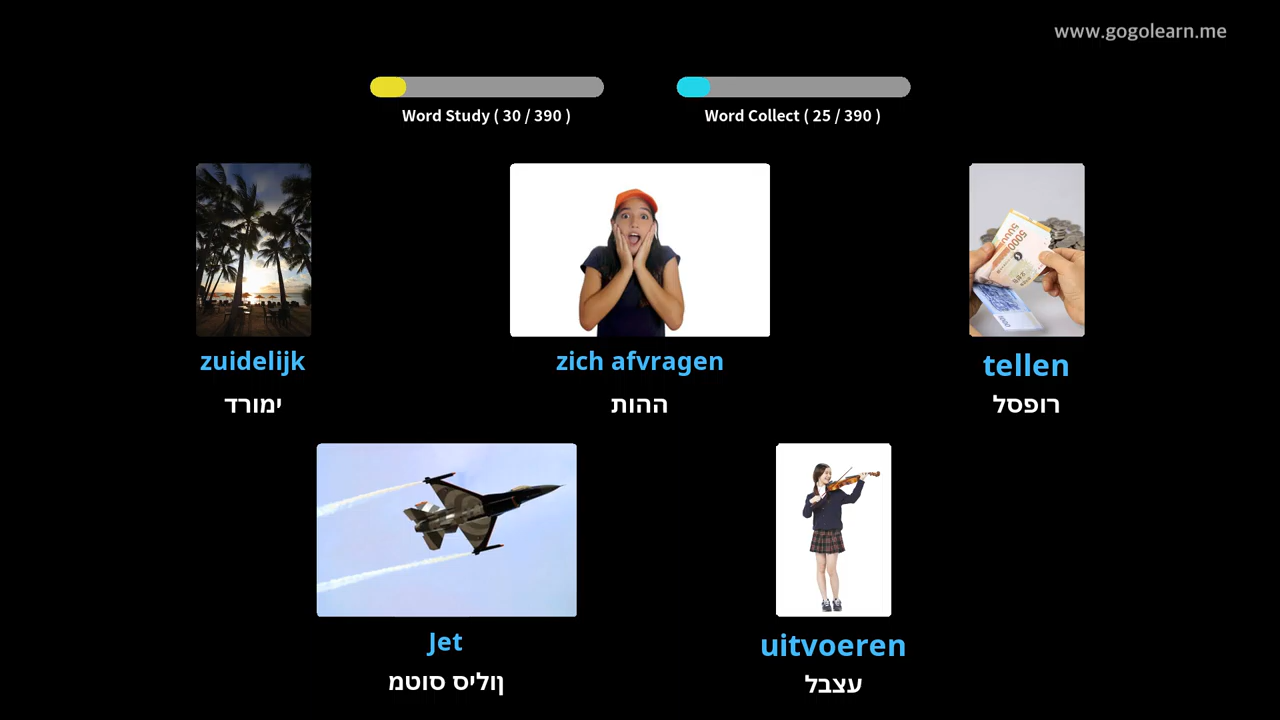 www.gogolearn.me
Word Study ( 30 / 390 )
Word Collect ( 25 / 390 )
zuidelijk
ימורד
zich afvragen
ההות
tellen
רופסל
Jet
ןוליס סוטמ
uitvoeren
עצבל